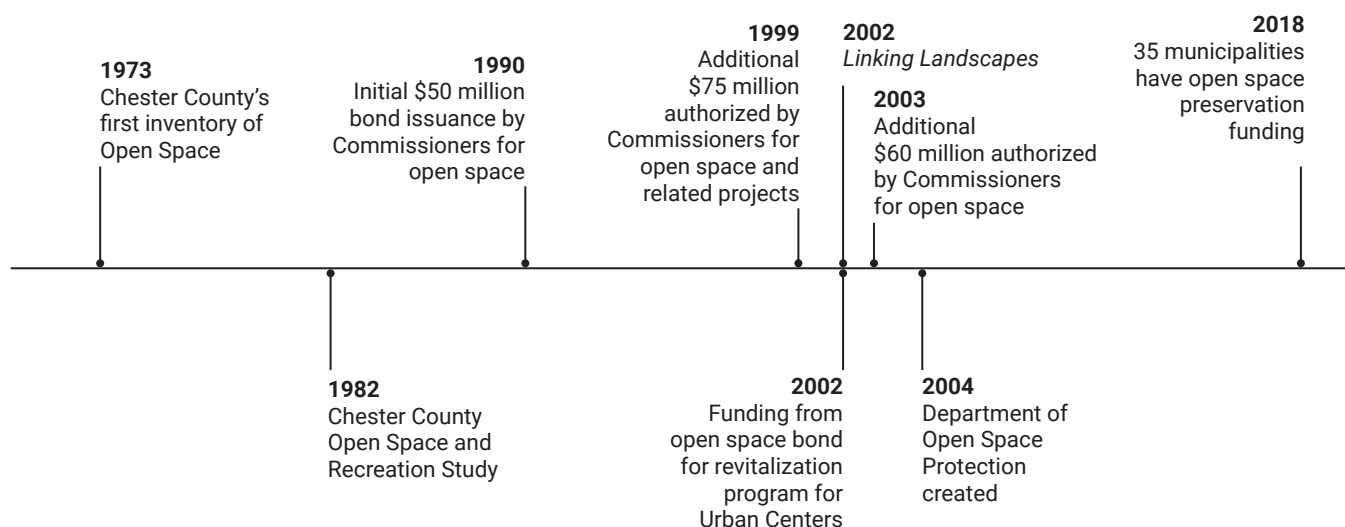 1973
Chester County's
first inventory of
Open Space
1990
Initial $50 million
bond issuance by
Commissioners for
open space
1999
Additional
$75 million
authorized by
Commissioners for
open space and
related projects
2002
Linking Landscapes
2003
Additional
$60 million authorized
by Commissioners
for open space
2018
35 municipalities
have open space
preservation
funding
1982
Chester County
Open Space and
Recreation Study
2002
Funding from
open space bond
for revitalization
program for
Urban Centers
2004
Department of
Open Space
Protection
created